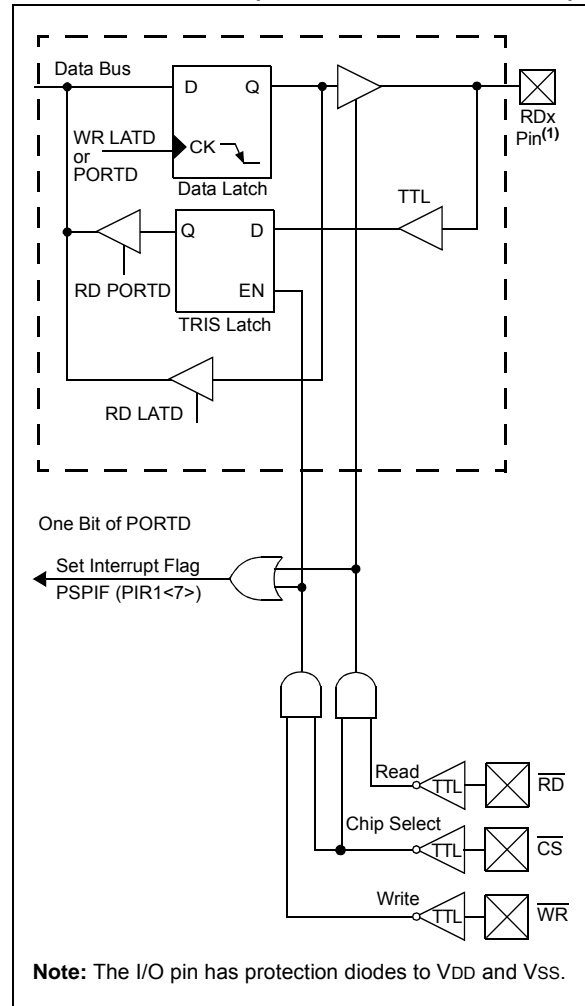 Data Bus
D Q
RDx
Pin(1)
WR LATD
or
PORTD
CK
Data Latch
TTL
Q D
RD PORTD
EN
TRIS Latch
RD LATD
One Bit of PORTD
Set Interrupt Flag
PSPIF (PIR1<7>)
Read
TTL
RD
Chip Select
TTL
CS
Write
TTL
WR
Note: The I/O pin has protection diodes to VDD and VSS.